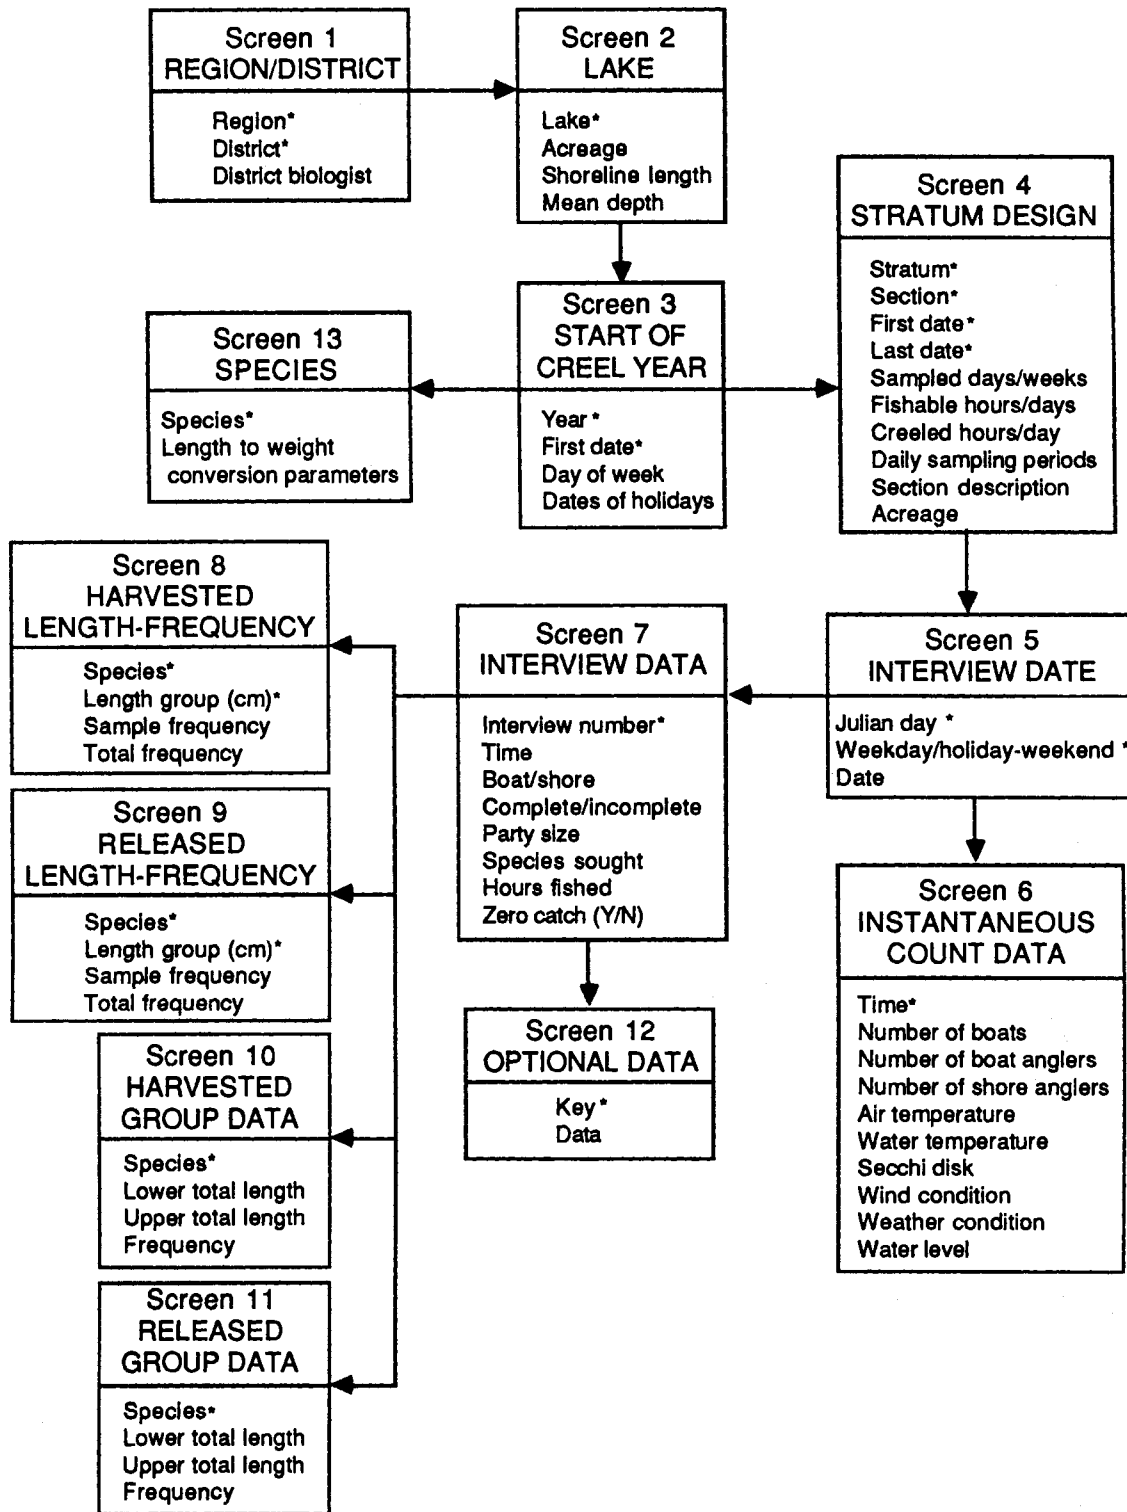 Screen 1
REGION/DISTRICT
Region*
District*
District biologist
Screen 2
LAKE
Lake*
Acreage
Shoreline length
Mean depth
Screen 3
START OF
CREEL YEAR
Year*
First date*
Day of week
Dates of holidays
Screen 13
SPECIES
Species*
Length to weight
conversion parameters
Screen 4
STRATUM DESIGN
Stratum*
Section*
First date*
Last date*
Sampled days/weeks
Fishable hours/days
Creeled hours/day
Daily sampling periods
Section description
Acreage
Screen 5
INTERVIEW DATE
Julian day *
Weekday/holiday-weekend *
Date
Screen 6
INSTANTANEOUS
COUNT DATA
Time*
Number of boats
Number of boat anglers
Number of shore anglers
Air temperature
Water temperature
Secchi disk
Wind condition
Weather condition
Water level
Screen 7
INTERVIEW DATA
Interview number*
Time
Boat/shore
Complete/incomplete
Party size
Species sought
Hours fished
Zero catch (Y/N)
Screen 12
OPTIONAL DATA
Key*
Data
Screen 8
HARVESTED
LENGTH-FREQUENCY
Species*
Length group (cm)*
Sample frequency
Total frequency
Screen 9
RELEASED
LENGTH-FREQUENCY
Species*
Length group (cm)*
Sample frequency
Total frequency
Screen 10
HARVESTED
GROUP DATA
Species*
Lower total length
Upper total length
Frequency
Screen 11
RELEASED
GROUP DATA
Species*
Lower total length
Upper total length
Frequency